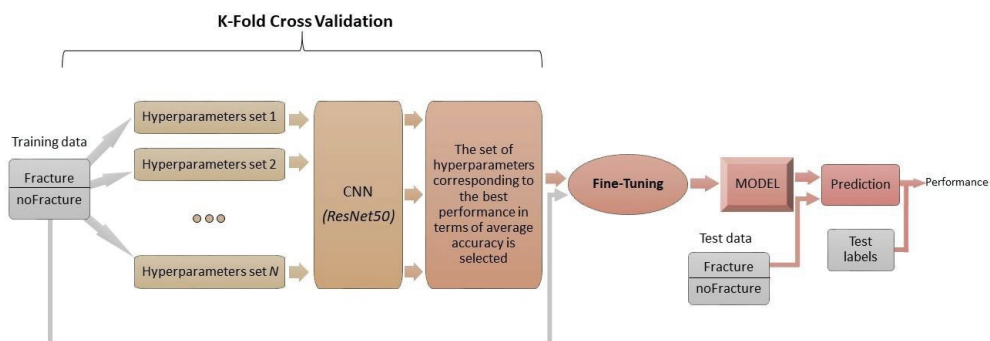 K-Fold Cross Validation
Training data
Fracture
noFracture
Hyperparameters set 1
Hyperparameters set 2
Hyperparameters set N
CNN
(ResNet50)
The set of
hyperparameters
corresponding to
the best
performance in
terms of average
accuracy is
selected
Fine-Tuning
MODEL
Prediction
Performance
Test data
Fracture
noFracture
Test
labels